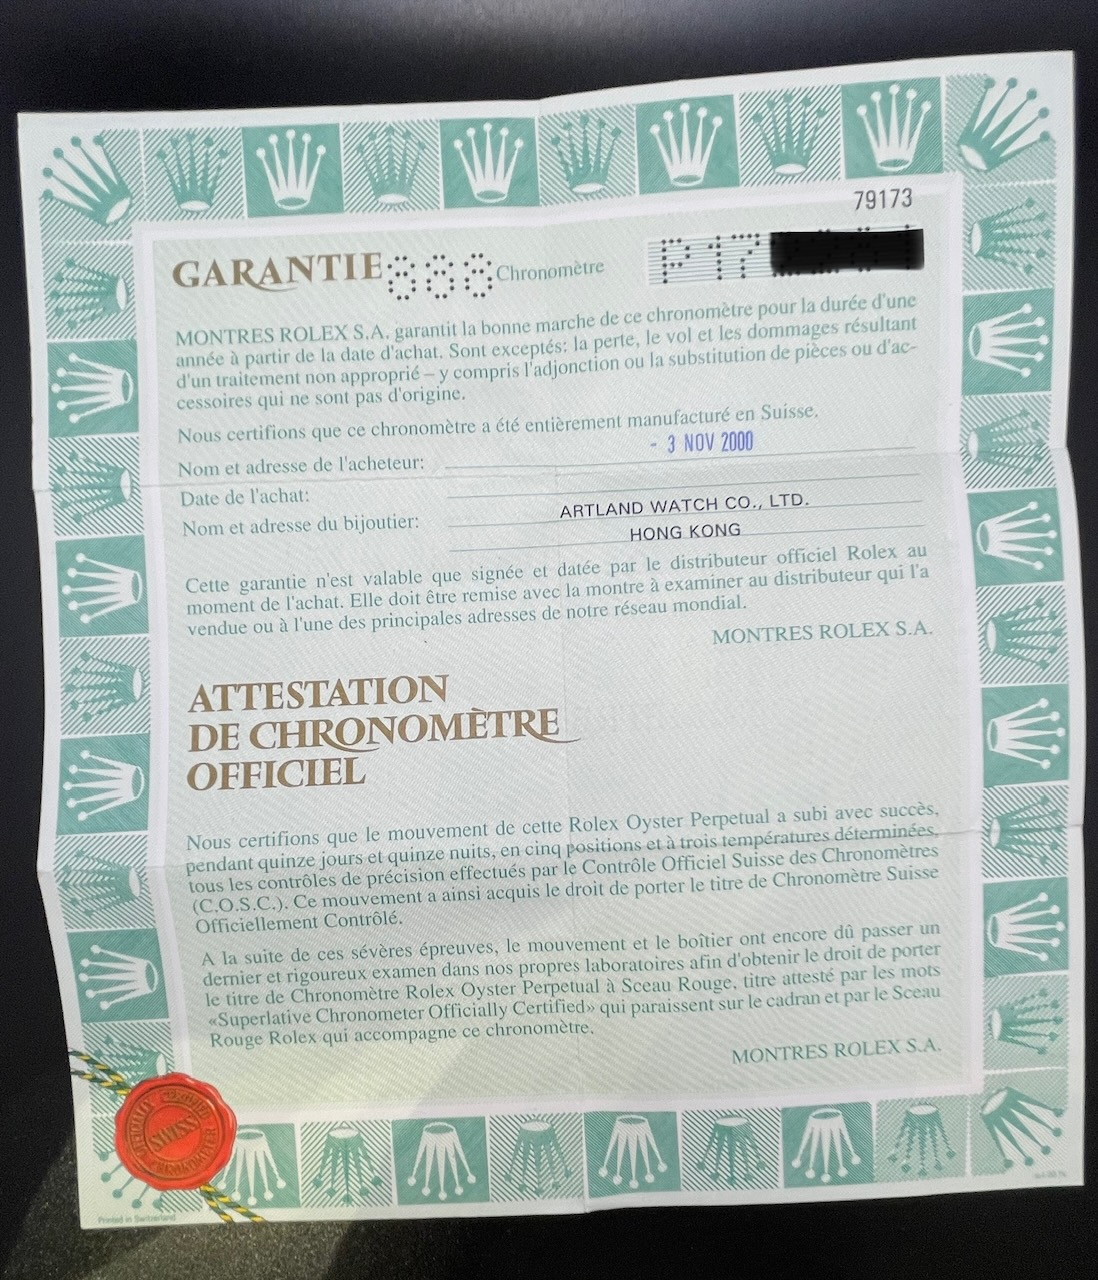 79173
GARANTIE 888 Chronomètre P17
MONTRES ROLEX S.A. garantit la bonne marche de ce chronomètre pour la durée d'une
année à partir de la date d'achat. Sont exceptés: la perte, le vol et les dommages résultant
d'un traitement non approprié – y compris l'adjonction ou la substitution de pièces ou d'ac-
cessoires qui ne sont pas d'origine.
Nous certifions que ce chronomètre a été entièrement manufacturé en Suisse.
- 3 NOV 2000
Nom et adresse de l'acheteur:
Date de l'achat:
Nom et adresse du bijoutier: ARTLAND WATCH CO., LTD.
HONG KONG
Cette garantie n'est valable que signée et datée par le distributeur officiel Rolex au
moment de l'achat. Elle doit être remise avec la montre à examiner au distributeur qui l'a
vendue ou à l'une des principales adresses de notre réseau mondial.
MONTRES ROLEX S.A.
ATTESTATION
DE CHRONOMÈTRE
OFFICIEL
Nous certifions que le mouvement de cette Rolex Oyster Perpetual a subi avec succès,
pendant quinze jours et quinze nuits, en cinq positions et à trois températures déterminées,
tous les contrôles de précision effectués par le Contrôle Officiel Suisse des Chronomètres
(C.O.S.C.). Ce mouvement a ainsi acquis le droit de porter le titre de Chronomètre Suisse
Officiellement Contrôlé.
A la suite de ces sévères épreuves, le mouvement et le boîtier ont encore dû passer un
dernier et rigoureux examen dans nos propres laboratoires afin d'obtenir le droit de porter
le titre de Chronomètre Rolex Oyster Perpetual à Sceau Rouge, titre attesté par les mots
«Superlative Chronometer Officially Certified» qui paraissent sur le cadran et par le Sceau
Rouge Rolex qui accompagne ce chronomètre.
MONTRES ROLEX S.A.
OFFICIALLY CERTIFIED CHRONOMETER
SWISS
Printed in Switzerland